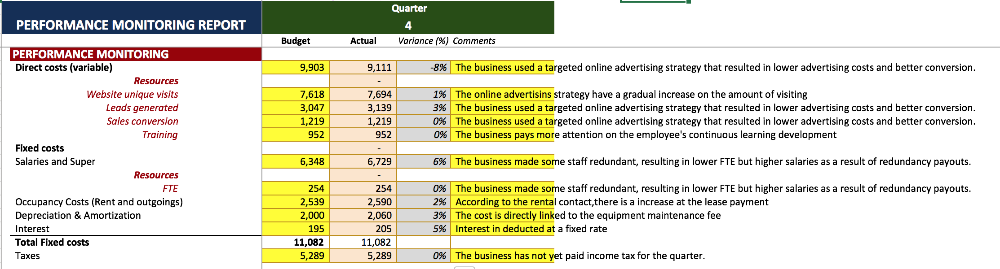 Quarter
PERFORMANCE MONITORING REPORT 4
Budget Actual Variance (%) Comments
PERFORMANCE MONITORING
Direct costs (variable) 9,903 9,111 -8% The business used a targeted online advertising strategy that resulted in lower advertising costs and better conversion.
Resources -
Website unique visits 7,618 7,694 1% The online advertisins strategy have a gradual increase on the amount of visiting
Leads generated 3,047 3,139 3% The business used a targeted online advertising strategy that resulted in lower advertising costs and better conversion.
Sales conversion 1,219 1,219 0% The business used a targeted online advertising strategy that resulted in lower advertising costs and better conversion.
Training 952 952 0% The business pays more attention on the employee's continuous learning development
Fixed costs -
Salaries and Super 6,348 6,729 6% The business made some staff redundant, resulting in lower FTE but higher salaries as a result of redundancy payouts.
Resources -
FTE 254 254 0% The business made some staff redundant, resulting in lower FTE but higher salaries as a result of redundancy payouts.
Occupancy Costs (Rent and outgoings) 2,539 2,590 2% According to the rental contact,there is a increase at the lease payment
Depreciation & Amortization 2,000 2,060 3% The cost is directly linked to the equipment maintenance fee
Interest 195 205 5% Interest in deducted at a fixed rate
Total Fixed costs 11,082 11,082
Taxes 5,289 5,289 0% The business has not yet paid income tax for the quarter.